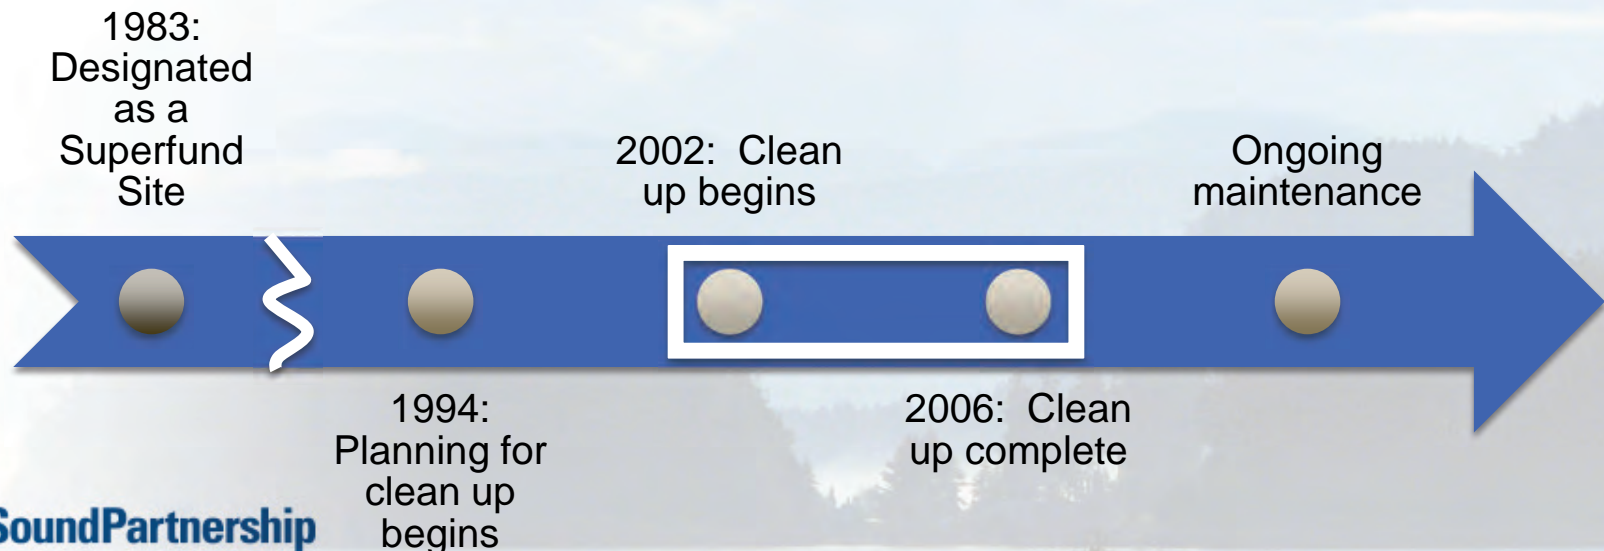 1983:
Designated
as a
Superfund
Site
1994:
Planning for
clean up
begins
2002: Clean
up begins
2006: Clean
up complete
Ongoing
maintenance
SoundPartnership